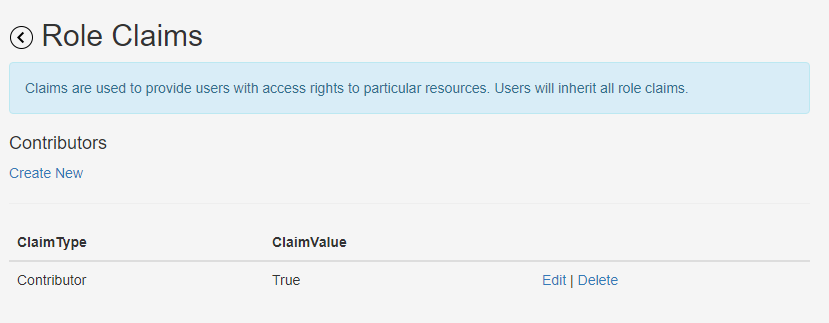 Role Claims
Claims are used to provide users with access rights to particular resources. Users will inherit all role claims.
Contributors
Create New
ClaimType ClaimValue
Contributor True Edit | Delete